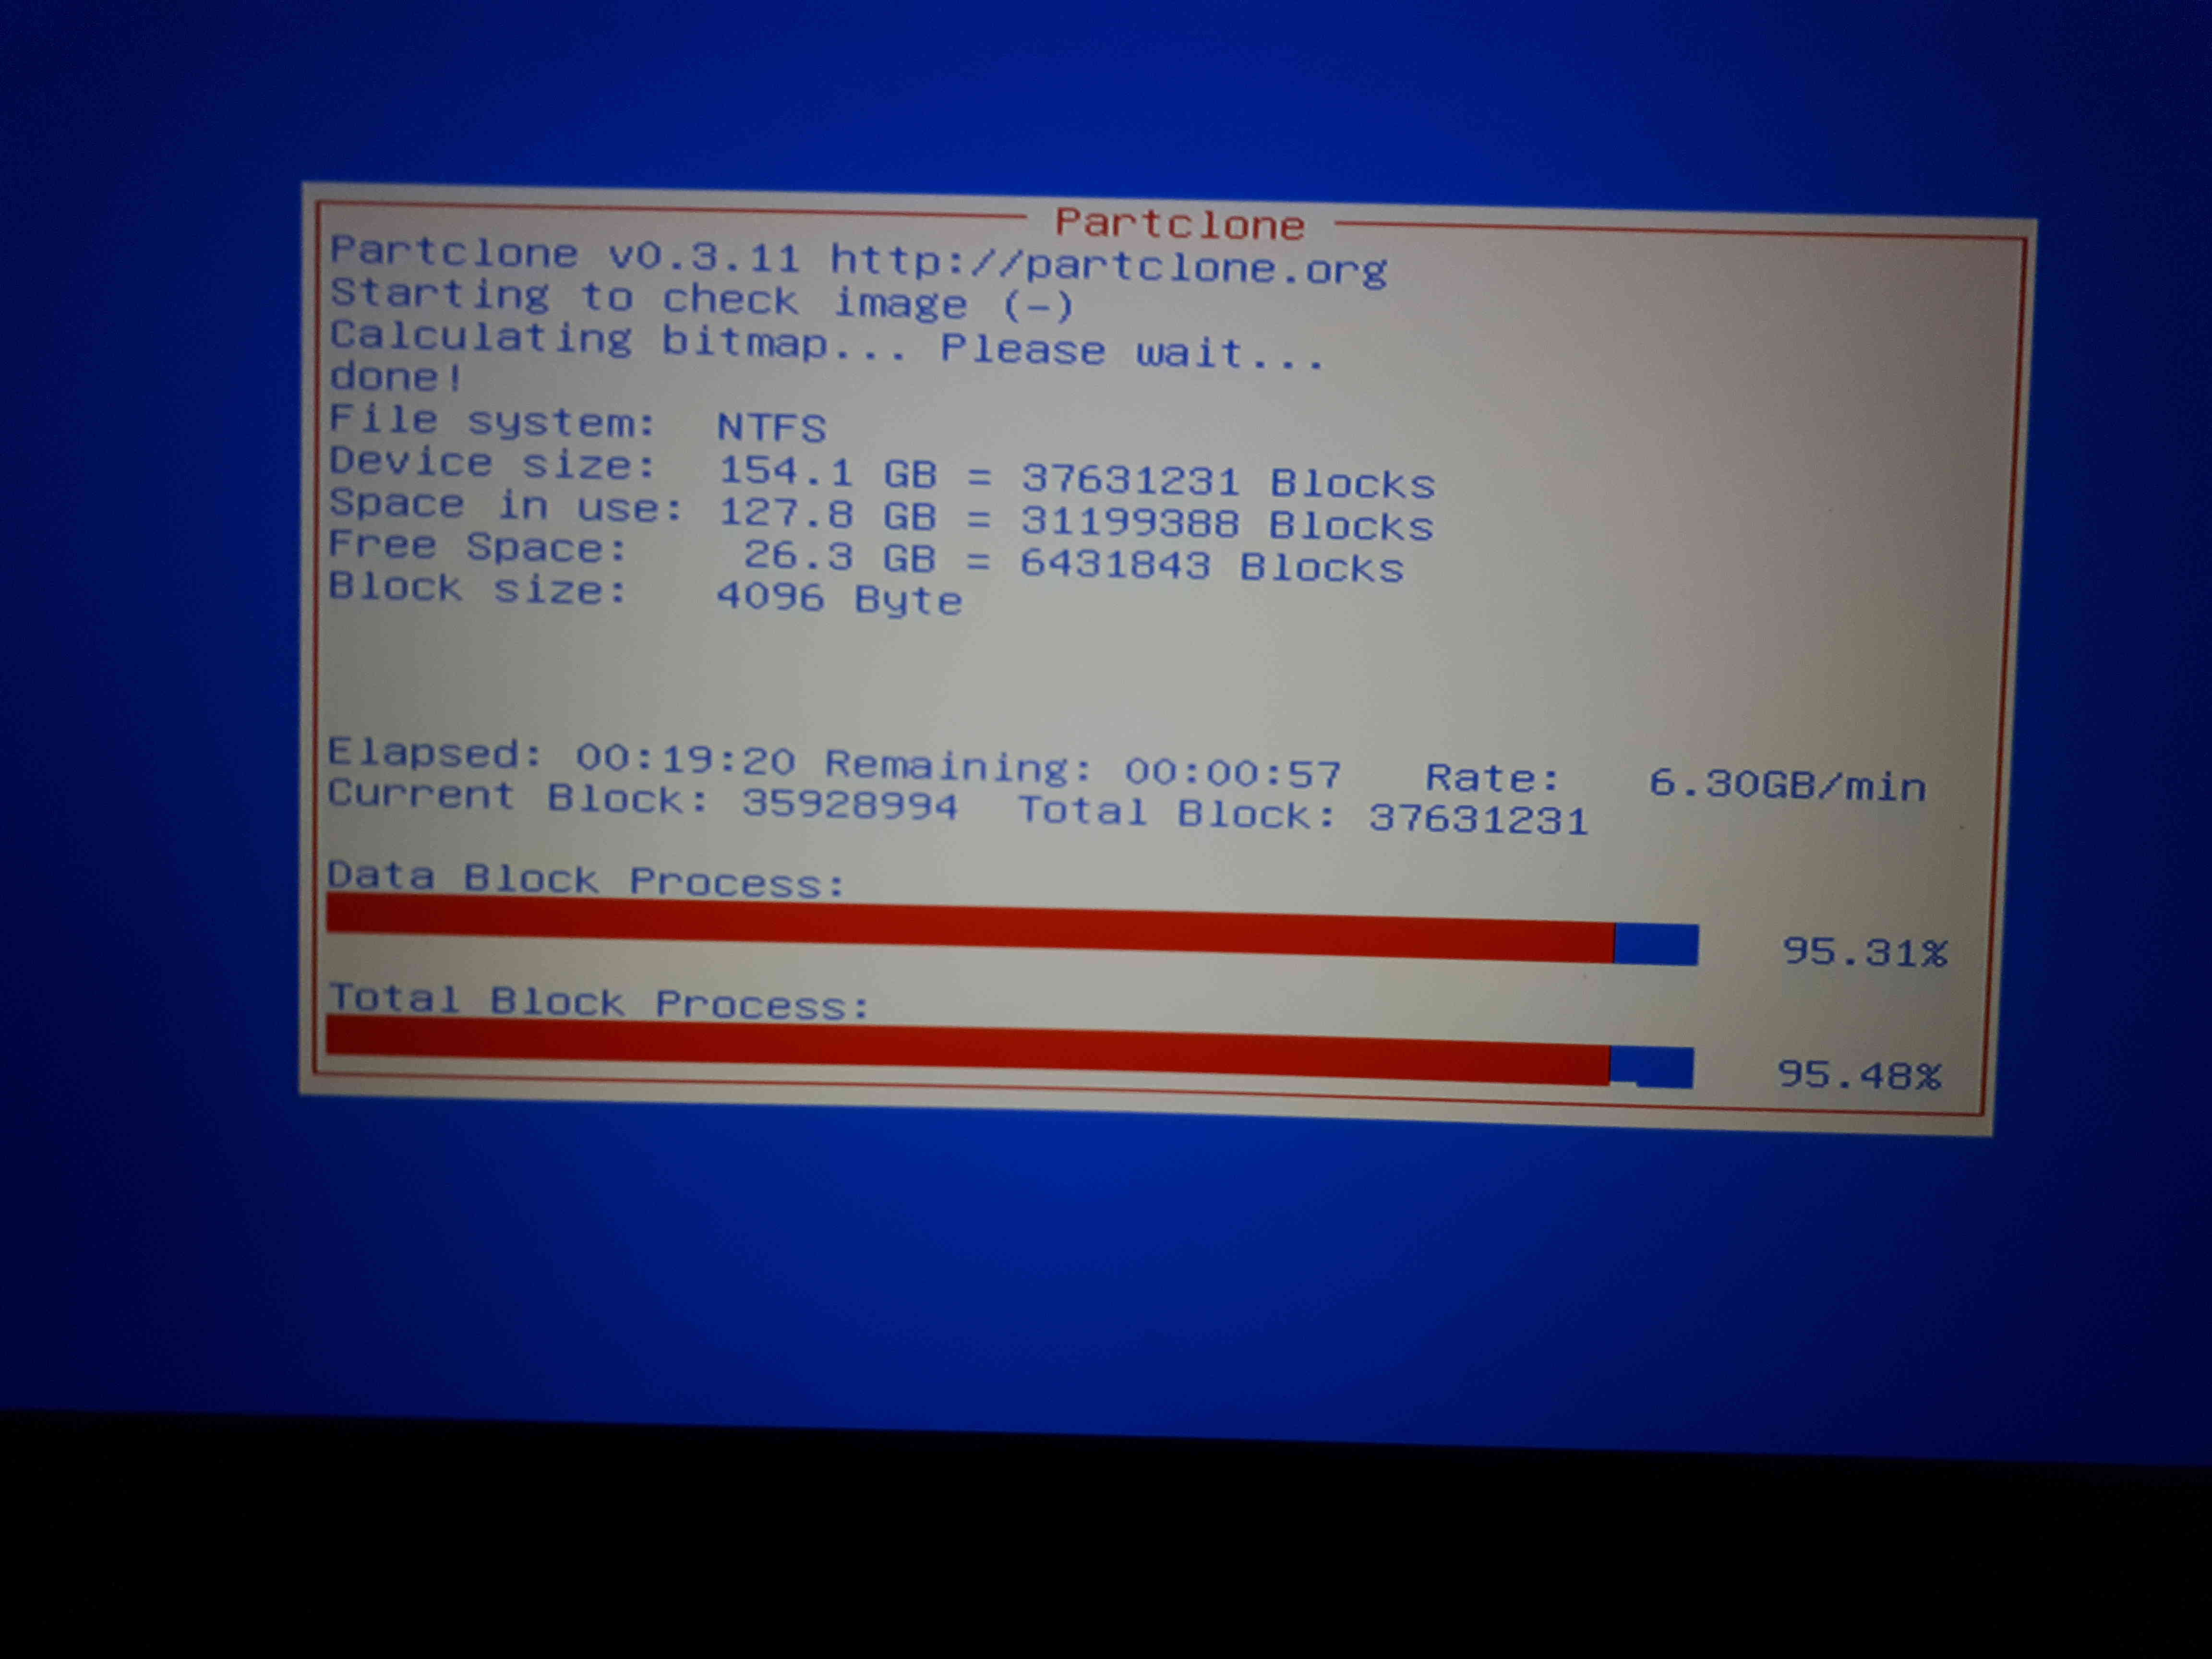 Partclone
Partclone v0.3.11 http://partclone.org
Starting to check image (-)
Calculating bitmap... Please wait...
done!
File system: NTFS
Device size: 154.1 GB = 37631231 Blocks
Space in use: 127.8 GB = 31199388 Blocks
Free Space: 26.3 GB = 6431843 Blocks
Block size: 4096 Byte
Elapsed: 00:19:20 Remaining: 00:00:57 Rate: 6.30GB/min
Current Block: 35928994 Total Block: 37631231
Data Block Process:
95.31%
Total Block Process:
95.48%